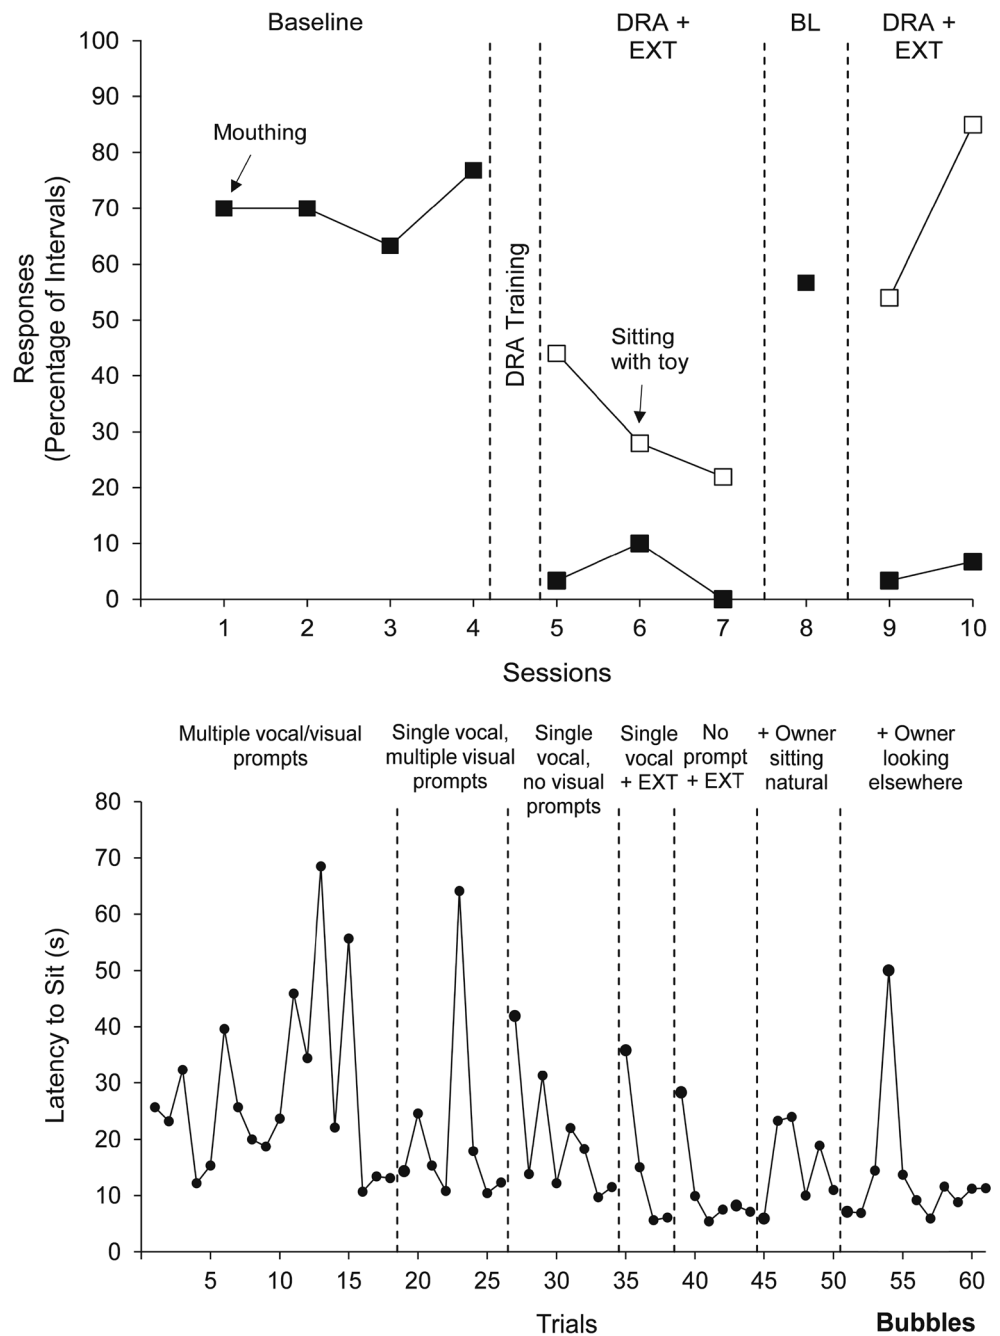 Baseline
DRA +
EXT
BL
DRA +
EXT
100
90
80
70
60
50
40
30
20
10
0
Responses
(Percentage of Intervals)
Mouthing
DRA Training
Sitting
with toy
1 2 3 4 5 6 7 8 9 10
Sessions
Multiple vocal/visual
prompts
Single vocal,
multiple visual
prompts
Single
vocal,
no visual
prompts
Single
vocal
+ EXT
No
prompt
+ EXT
+ Owner
sitting
natural
+ Owner
looking
elsewhere
80
70
60
50
40
30
20
10
0
Latency to Sit (s)
5 10 15 20 25 30 35 40 45 50 55 60
Trials
Bubbles